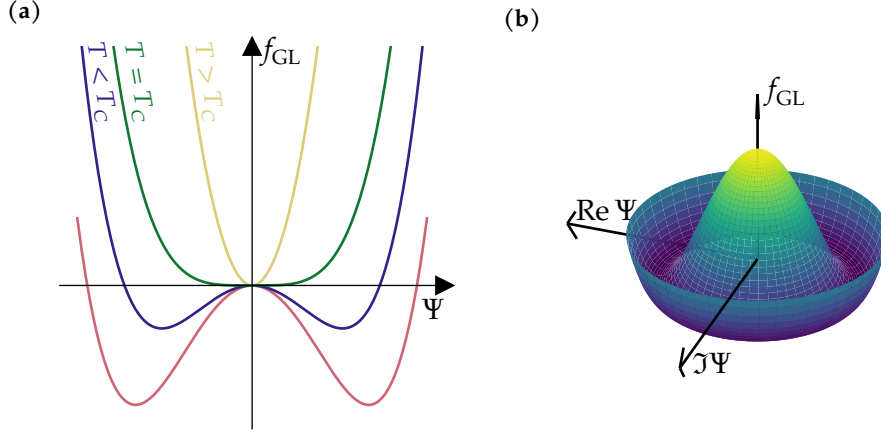 (a)
f_GL
T < T_C
T = T_C
T > T_C
Ψ
(b)
f_GL
Re Ψ
ℑΨ